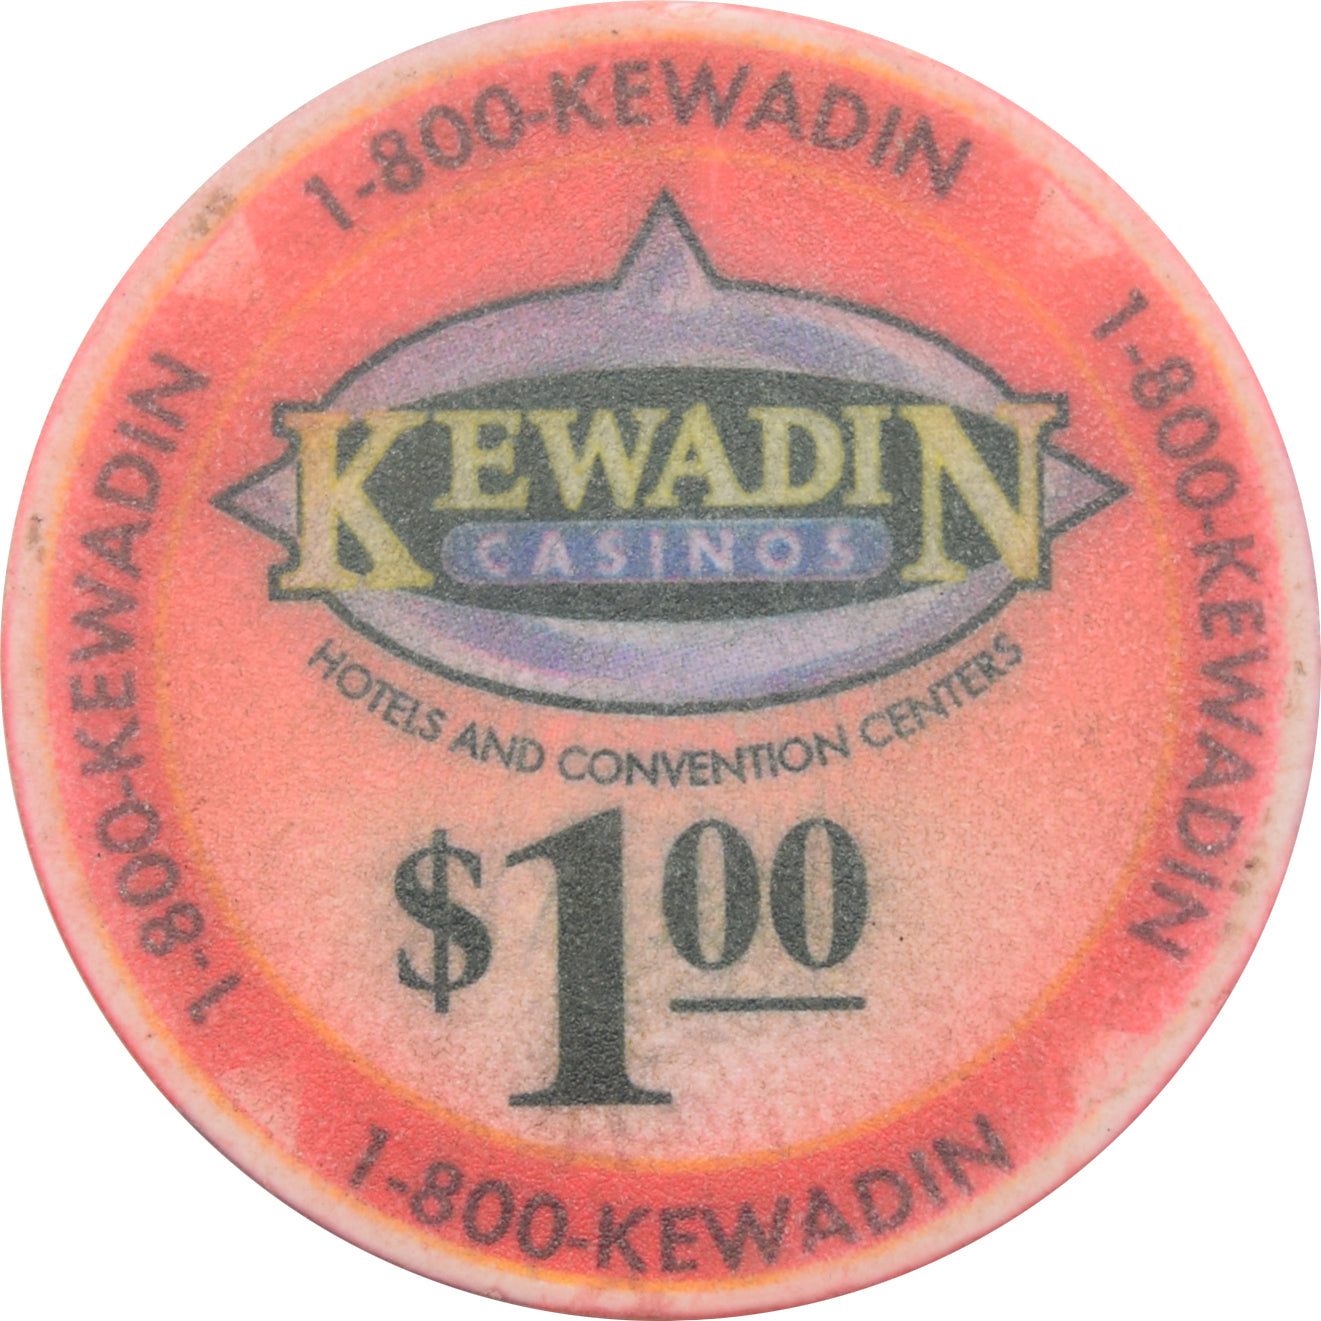 1-800-KEWADIN
1-800-KEWADIN
1-800-KEWADIN
KEWADIN
CASINOS
HOTELS AND CONVENTION CENTERS
$1.00
1-800-KEWADIN